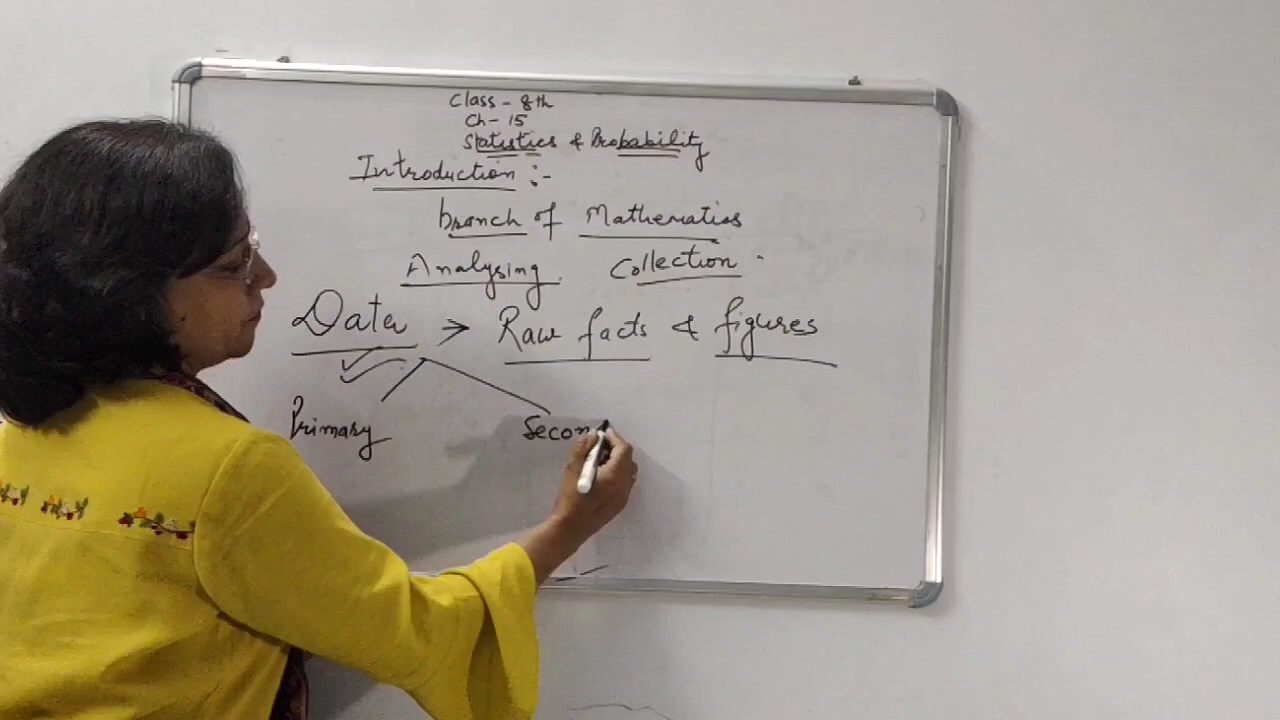 Class - 8th
Ch - 15
Statistics & Probability
Introduction :-
branch of Mathematics
Analysing Collection.
Data > Raw facts & figures
Primary Secon